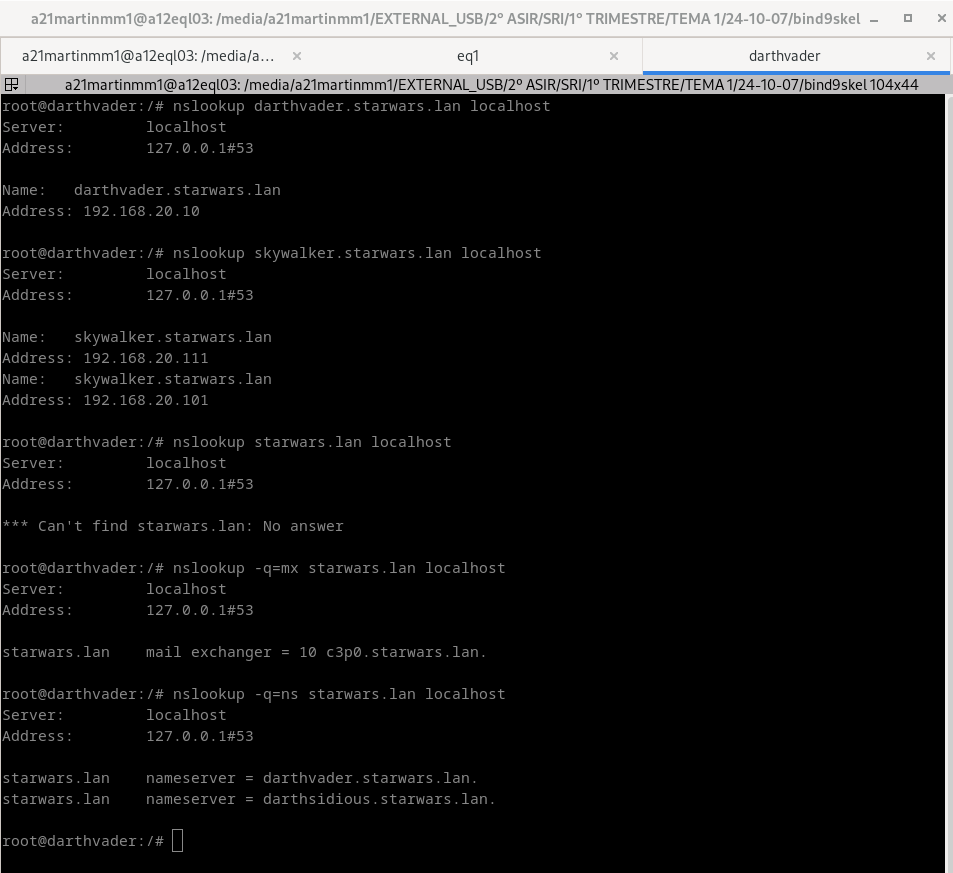 a21martinmm1@a12eql03: /media/a21martinmm1/EXTERNAL_USB/2º ASIR/SRI/1º TRIMESTRE/TEMA 1/24-10-07/bind9skel
a21martinmm1@a12eql03: /media/a... eq1 darthvader
a21martinmm1@a12eql03: /media/a21martinmm1/EXTERNAL_USB/2º ASIR/SRI/1º TRIMESTRE/TEMA 1/24-10-07/bind9skel 104x44
root@darthvader:/# nslookup darthvader.starwars.lan localhost
Server:         localhost
Address:        127.0.0.1#53
Name:   darthvader.starwars.lan
Address: 192.168.20.10
root@darthvader:/# nslookup skywalker.starwars.lan localhost
Server:         localhost
Address:        127.0.0.1#53
Name:   skywalker.starwars.lan
Address: 192.168.20.111
Name:   skywalker.starwars.lan
Address: 192.168.20.101
root@darthvader:/# nslookup starwars.lan localhost
Server:         localhost
Address:        127.0.0.1#53
*** Can't find starwars.lan: No answer
root@darthvader:/# nslookup -q=mx starwars.lan localhost
Server:         localhost
Address:        127.0.0.1#53
starwars.lan    mail exchanger = 10 c3p0.starwars.lan.
root@darthvader:/# nslookup -q=ns starwars.lan localhost
Server:         localhost
Address:        127.0.0.1#53
starwars.lan    nameserver = darthvader.starwars.lan.
starwars.lan    nameserver = darthsidious.starwars.lan.
root@darthvader:/#